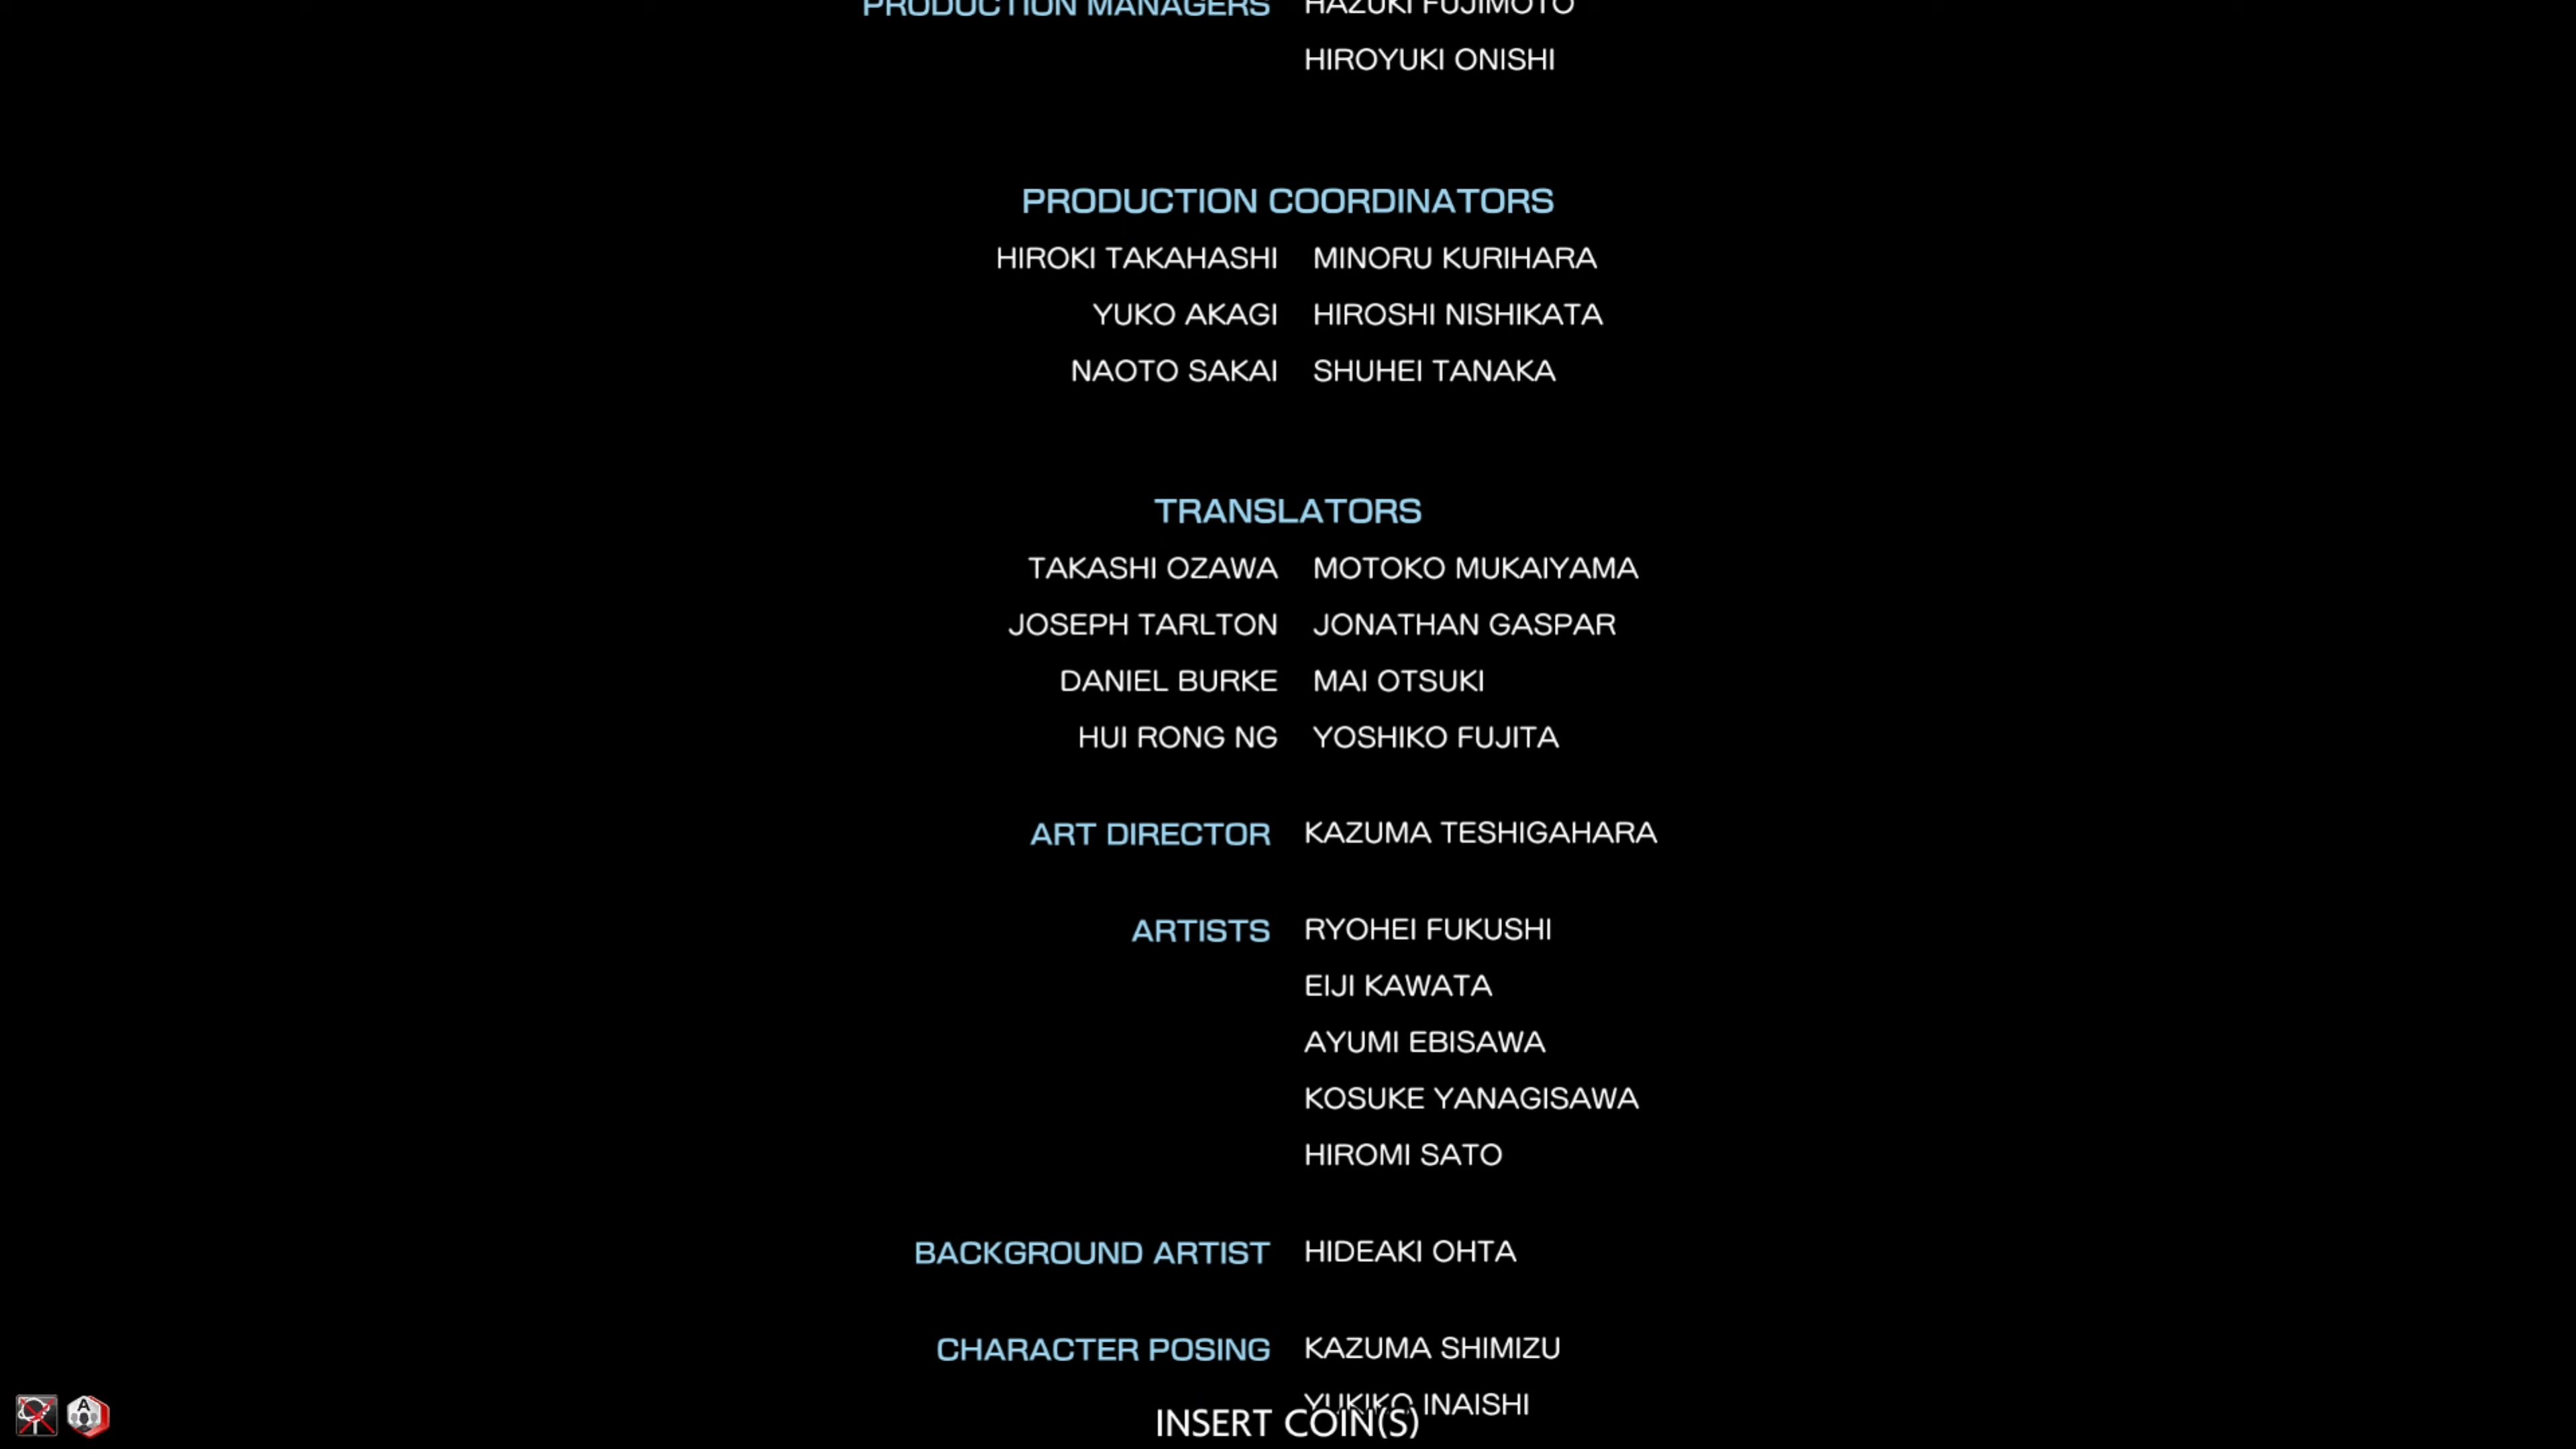 PRODUCTION MANAGERS HAZUKI FUJIMOTO
HIROYUKI ONISHI
PRODUCTION COORDINATORS
HIROKI TAKAHASHI MINORU KURIHARA
YUKO AKAGI HIROSHI NISHIKATA
NAOTO SAKAI SHUHEI TANAKA
TRANSLATORS
TAKASHI OZAWA MOTOKO MUKAIYAMA
JOSEPH TARLTON JONATHAN GASPAR
DANIEL BURKE MAI OTSUKI
HUI RONG NG YOSHIKO FUJITA
ART DIRECTOR KAZUMA TESHIGAHARA
ARTISTS RYOHEI FUKUSHI
EIJI KAWATA
AYUMI EBISAWA
KOSUKE YANAGISAWA
HIROMI SATO
BACKGROUND ARTIST HIDEAKI OHTA
CHARACTER POSING KAZUMA SHIMIZU
YUKIKO INAISHI
INSERT COIN(S)
A